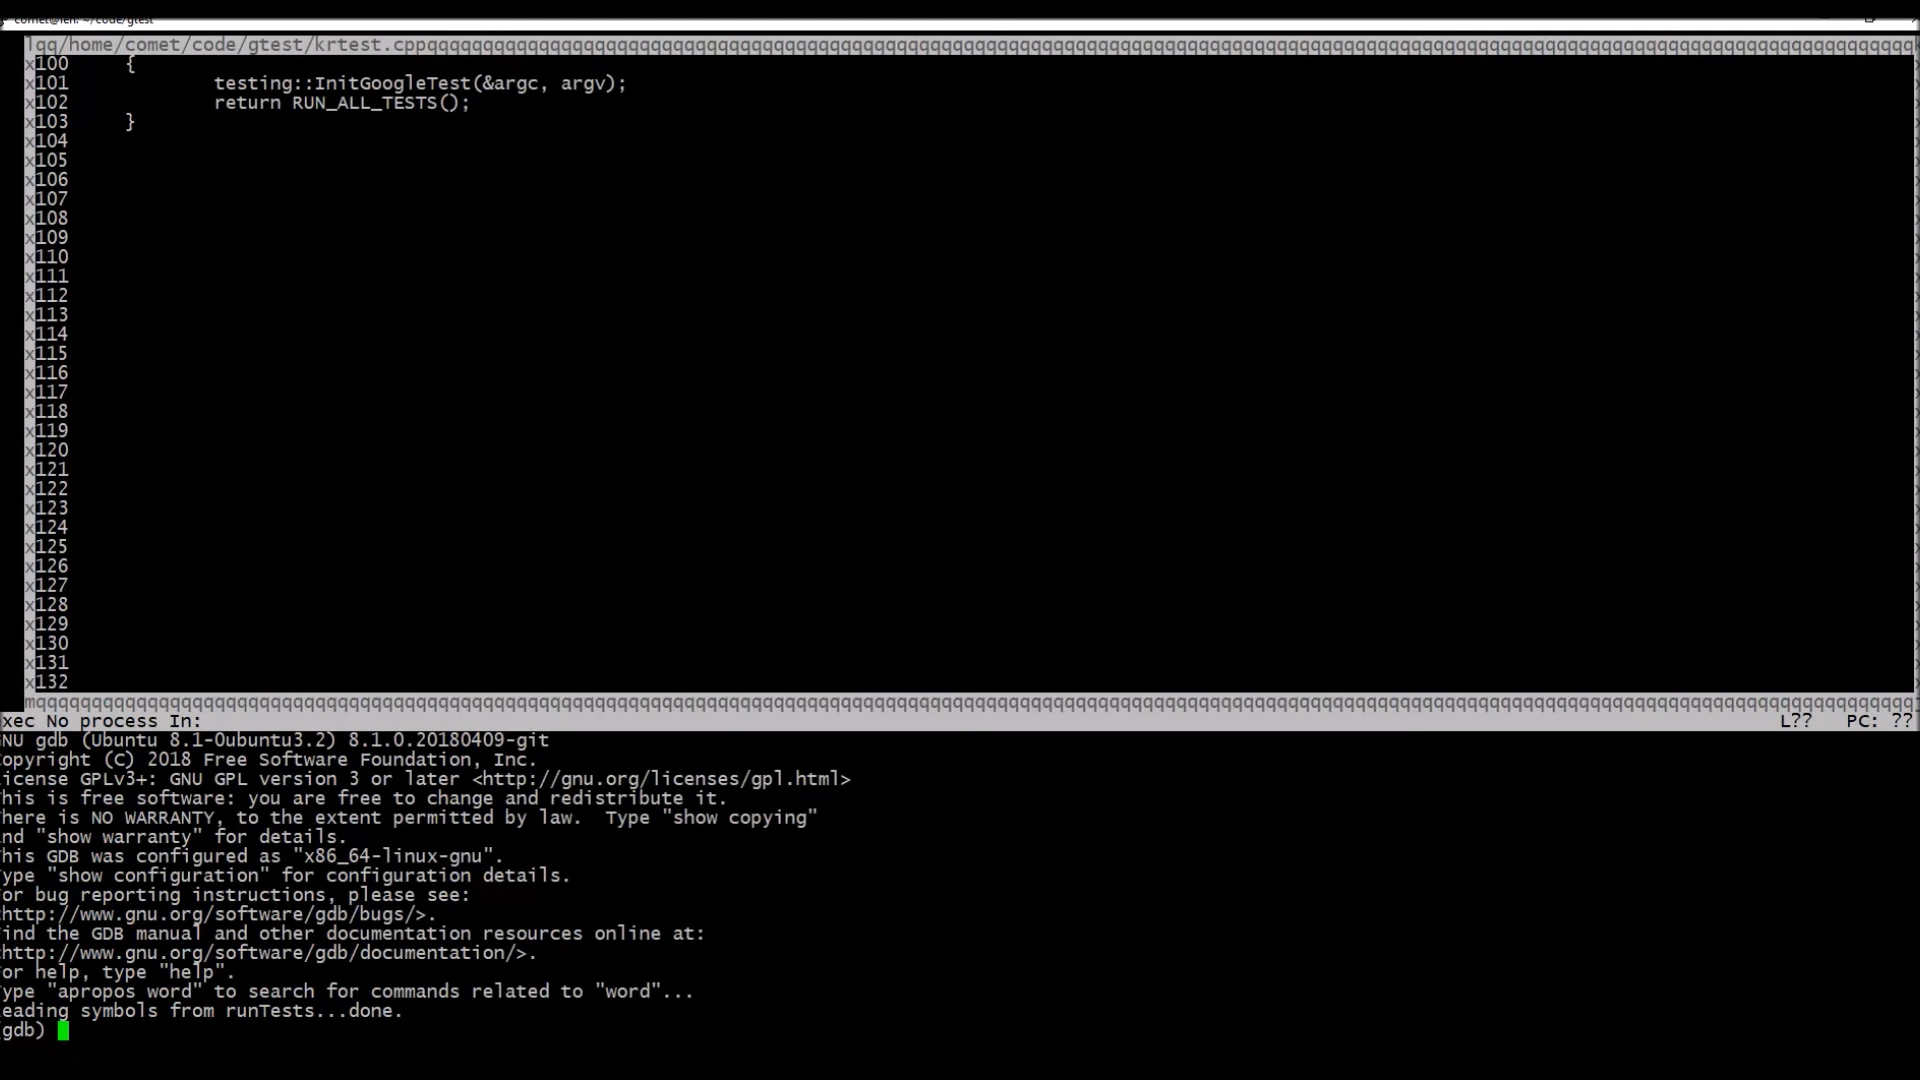 comet@len: ~/code/gtest
lqq/home/comet/code/gtest/krtest.cppqqqqqqqqqqqqqqqqqqqqqqqqqqqqqqqqqqqqqqqqqqqqqqqqqqqqqqqqqqqqqqqqqqqqqqqqqqqqqqqqqqqqqqqqqqqqqqqqqqqqqqqqqqqqqqqqqqqqqqqqqqqqqqqqqqqqq
x100 {
x101 testing::InitGoogleTest(&argc, argv);
x102 return RUN_ALL_TESTS();
x103 }
x104
x105
x106
x107
x108
x109
x110
x111
x112
x113
x114
x115
x116
x117
x118
x119
x120
x121
x122
x123
x124
x125
x126
x127
x128
x129
x130
x131
x132
mqqqqqqqqqqqqqqqqqqqqqqqqqqqqqqqqqqqqqqqqqqqqqqqqqqqqqqqqqqqqqqqqqqqqqqqqqqqqqqqqqqqqqqqqqqqqqqqqqqqqqqqqqqqqqqqqqqqqqqqqqqqqqqqqqqqqqqqqqqqqqqqqqqqqqqqqqqqqqqqqqqqq
xec No process In: L?? PC: ??
NU gdb (Ubuntu 8.1-0ubuntu3.2) 8.1.0.20180409-git
opyright (C) 2018 Free Software Foundation, Inc.
icense GPLv3+: GNU GPL version 3 or later <http://gnu.org/licenses/gpl.html>
his is free software: you are free to change and redistribute it.
here is NO WARRANTY, to the extent permitted by law.  Type "show copying"
nd "show warranty" for details.
his GDB was configured as "x86_64-linux-gnu".
ype "show configuration" for configuration details.
or bug reporting instructions, please see:
http://www.gnu.org/software/gdb/bugs/>.
ind the GDB manual and other documentation resources online at:
http://www.gnu.org/software/gdb/documentation/>.
or help, type "help".
ype "apropos word" to search for commands related to "word"...
eading symbols from runTests...done.
gdb)